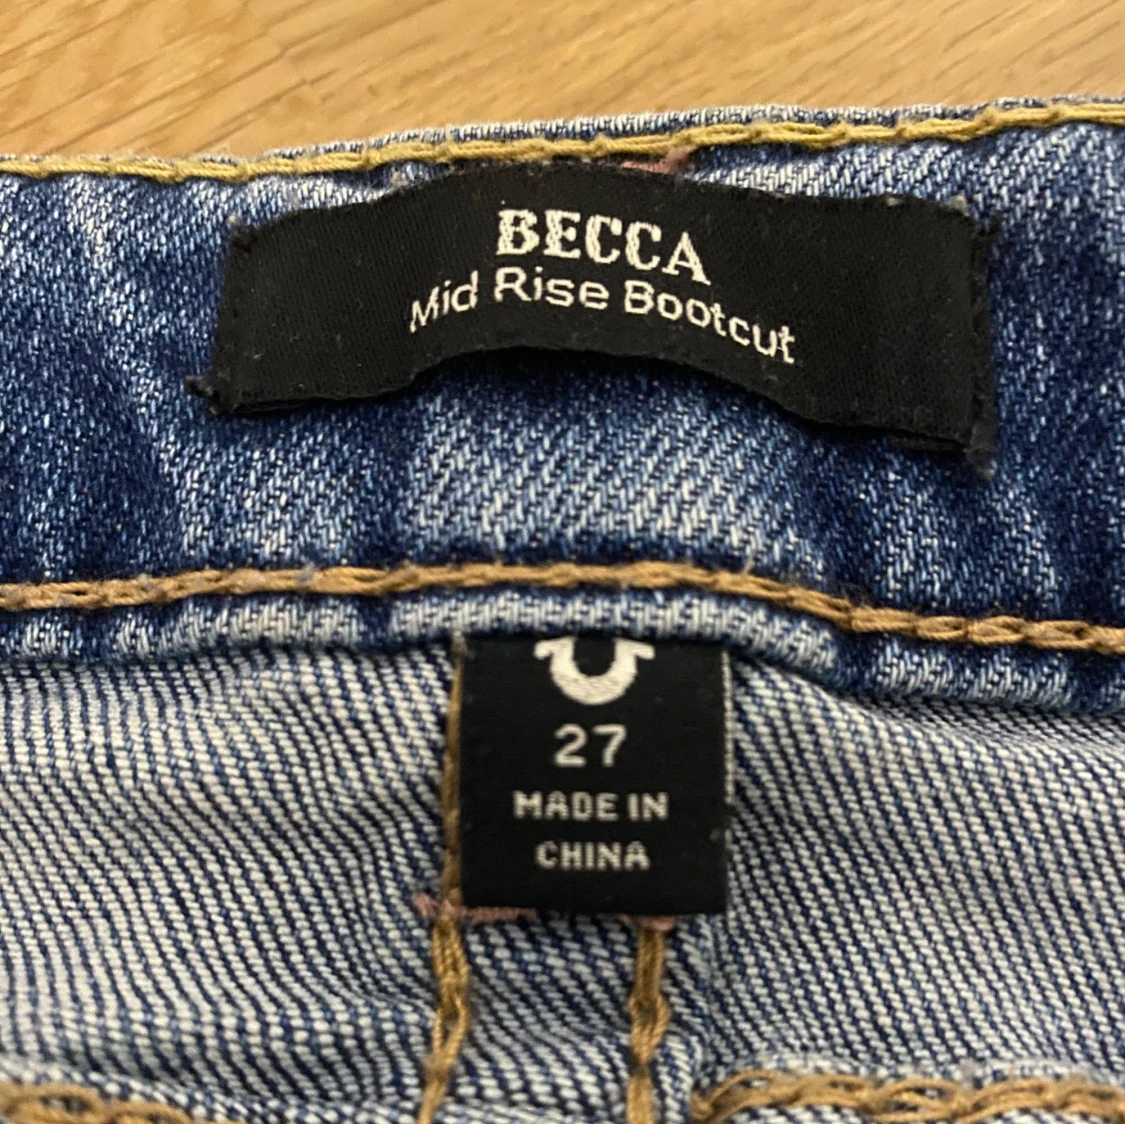 BECCA
Mid Rise Bootcut
27
MADE IN
CHINA